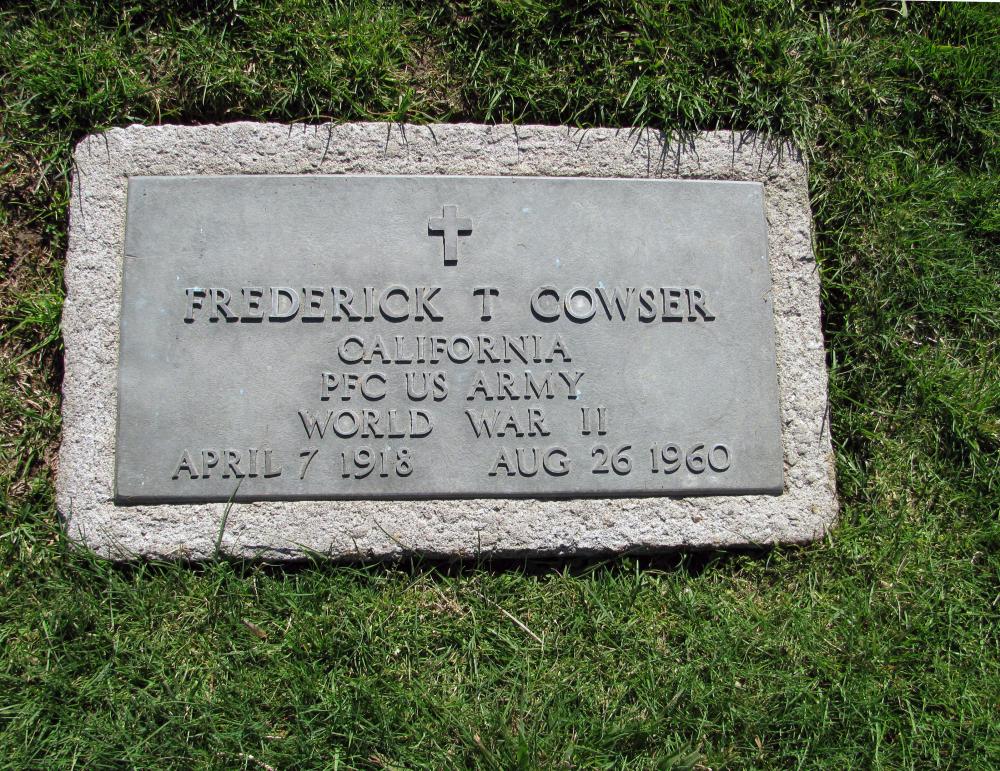 FREDERICK T COWSER
CALIFORNIA
PFC US ARMY
WORLD WAR II
APRIL 7 1918 AUG 26 1960